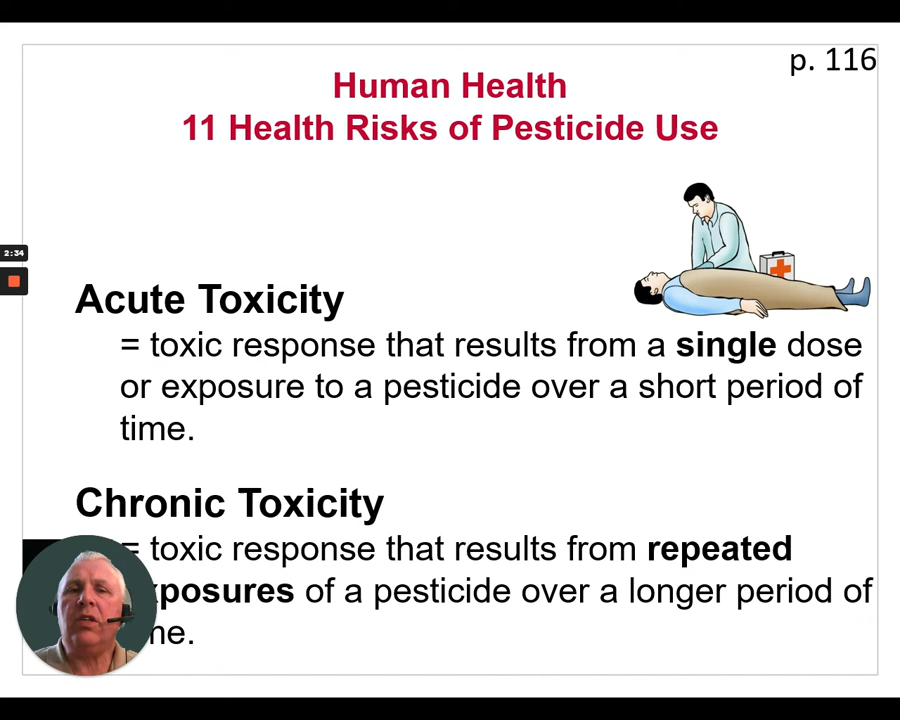 p. 116
Human Health
11 Health Risks of Pesticide Use
2:34
Acute Toxicity
= toxic response that results from a single dose
or exposure to a pesticide over a short period of
time.
Chronic Toxicity
= toxic response that results from repeated
xposures of a pesticide over a longer period of
me.